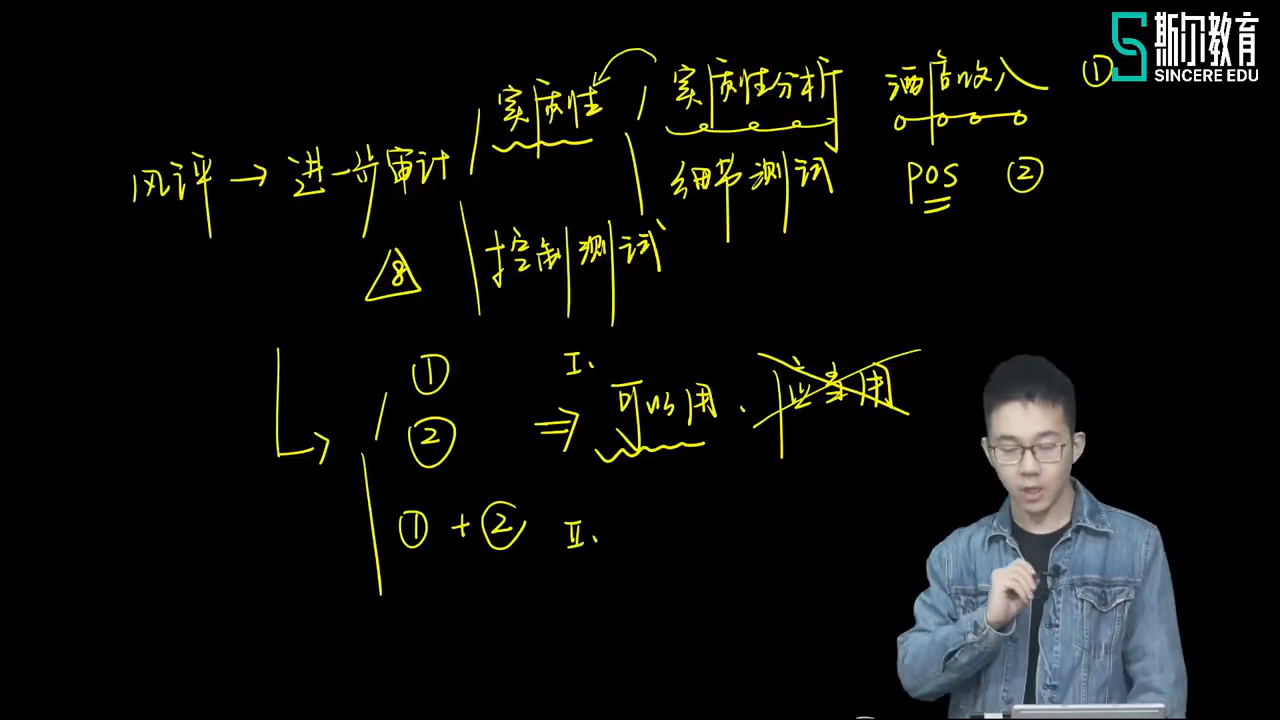 斯尔教育
SINCERE EDU
实质性 实质性分析 酒店收入 ①
风评 → 进一步审计 细节测试 POS ②
8 控制测试
① I.
② ⇒ 可以用. 应当用
① + ② II.